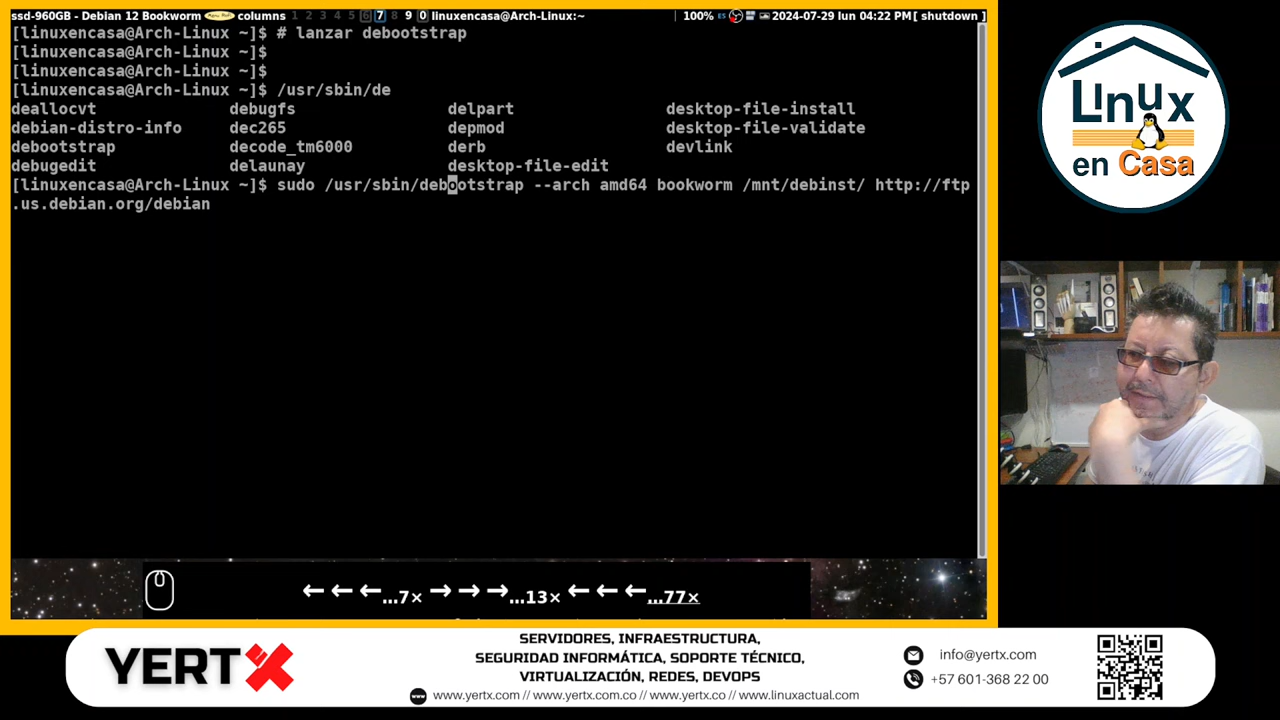 ssd-960GB - Debian 12 Bookworm columns 1 2 3 4 5 6 7 8 9 0 linuxencasa@Arch-Linux:~ 100% ES 2024-07-29 lun 04:22 PM[ shutdown ]
[linuxencasa@Arch-Linux ~]$ # lanzar debootstrap
[linuxencasa@Arch-Linux ~]$
[linuxencasa@Arch-Linux ~]$
[linuxencasa@Arch-Linux ~]$ /usr/sbin/de
deallocvt debugfs delpart desktop-file-install
debian-distro-info dec265 depmod desktop-file-validate
debootstrap decode_tm6000 derb devlink
debugedit delaunay desktop-file-edit
[linuxencasa@Arch-Linux ~]$ sudo /usr/sbin/debootstrap --arch amd64 bookworm /mnt/debinst/ http://ftp
.us.debian.org/debian
Linux
en Casa
← ← ←...7× → → →...13× ← ← ←...77×
YERTX
SERVIDORES, INFRAESTRUCTURA,
SEGURIDAD INFORMÁTICA, SOPORTE TÉCNICO,
VIRTUALIZACIÓN, REDES, DEVOPS
www.yertx.com // www.yertx.com.co // www.yertx.co // www.linuxactual.com
info@yertx.com
+57 601-368 22 00